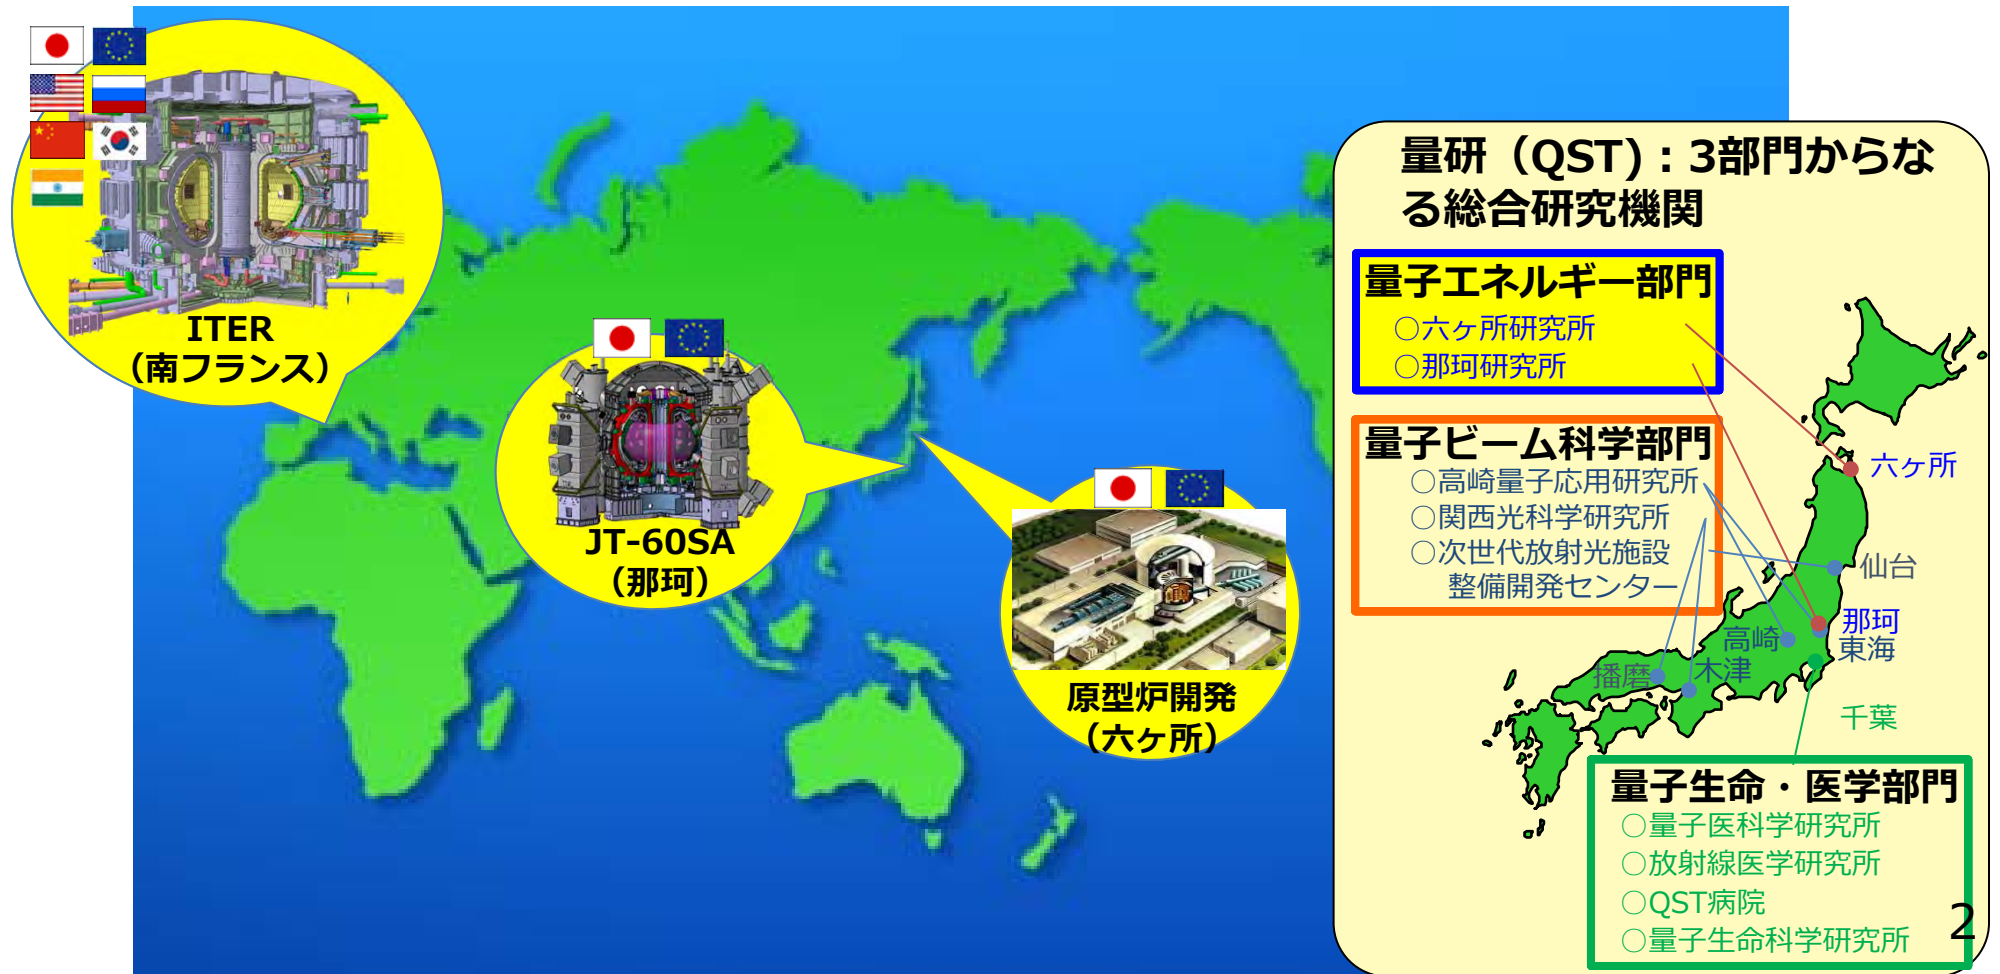 ITER
（南フランス）
JT-60SA
（那珂）
原型炉開発
（六ヶ所）
量研（QST）：3部門からな
る総合研究機関
量子エネルギー部門
○六ヶ所研究所
○那珂研究所
量子ビーム科学部門
○高崎量子応用研究所
○関西光科学研究所
○次世代放射光施設
整備開発センター
六ヶ所
仙台
那珂
高崎
東海
播磨
木津
千葉
量子生命・医学部門
○量子医科学研究所
○放射線医学研究所
○QST病院
○量子生命科学研究所
2